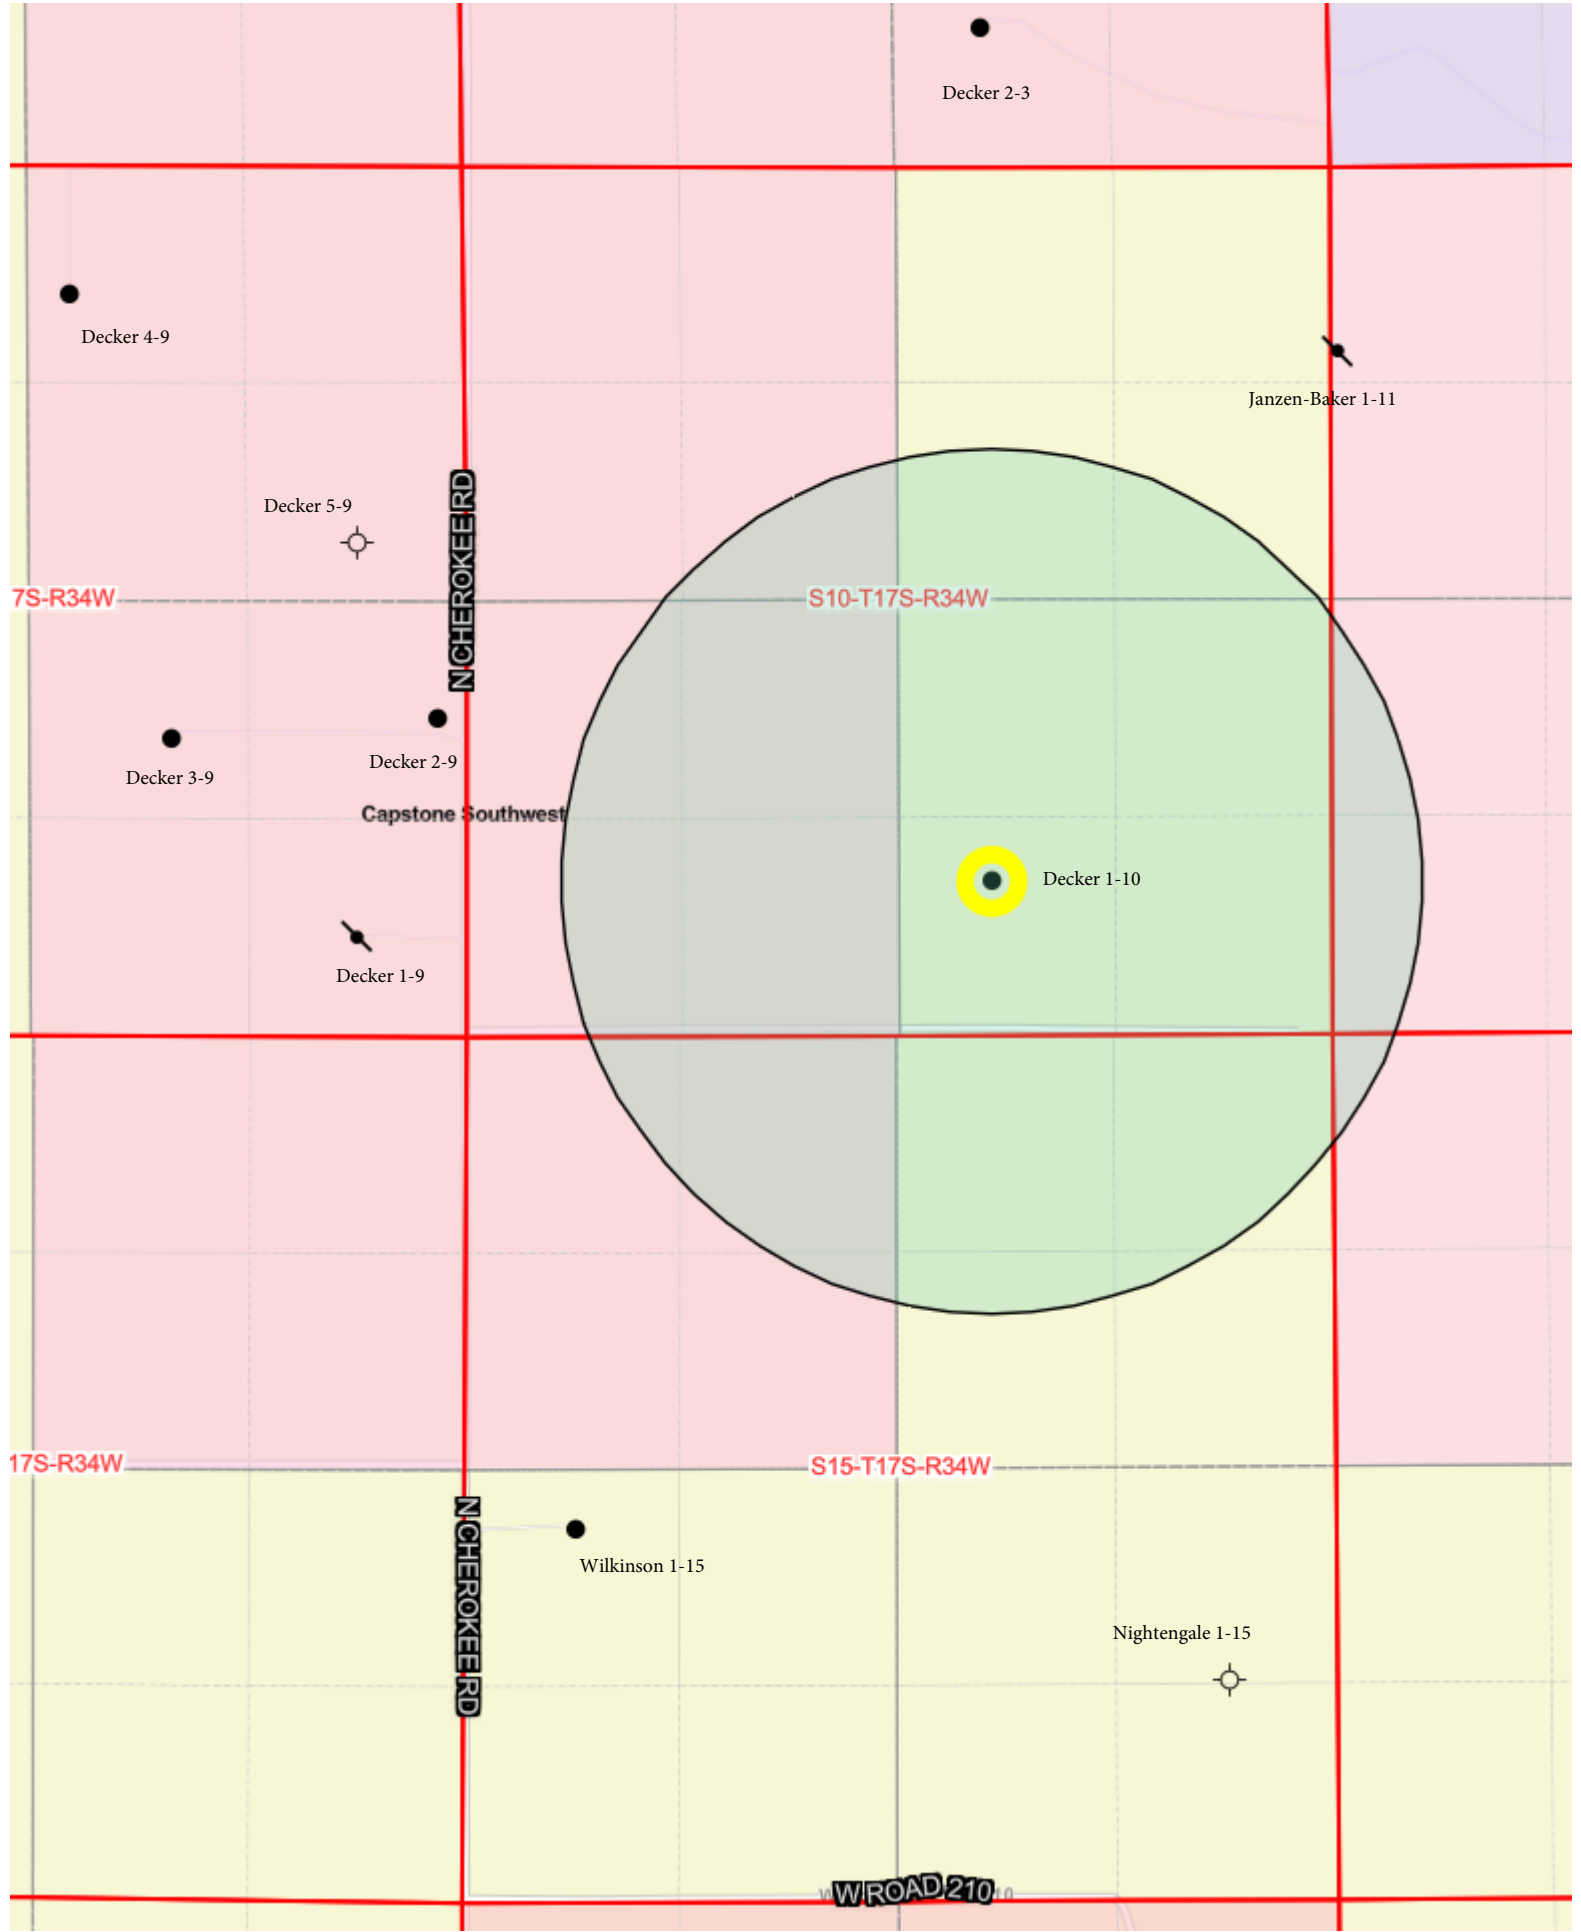 Decker 2-3
Decker 4-9
Janzen-Baker 1-11
Decker 5-9
N CHEROKEE RD
7S-R34W
S10-T17S-R34W
Decker 2-9
Decker 3-9
Capstone Southwest
Decker 1-10
Decker 1-9
17S-R34W
S15-T17S-R34W
N CHEROKEE RD
Wilkinson 1-15
Nightengale 1-15
W ROAD 210